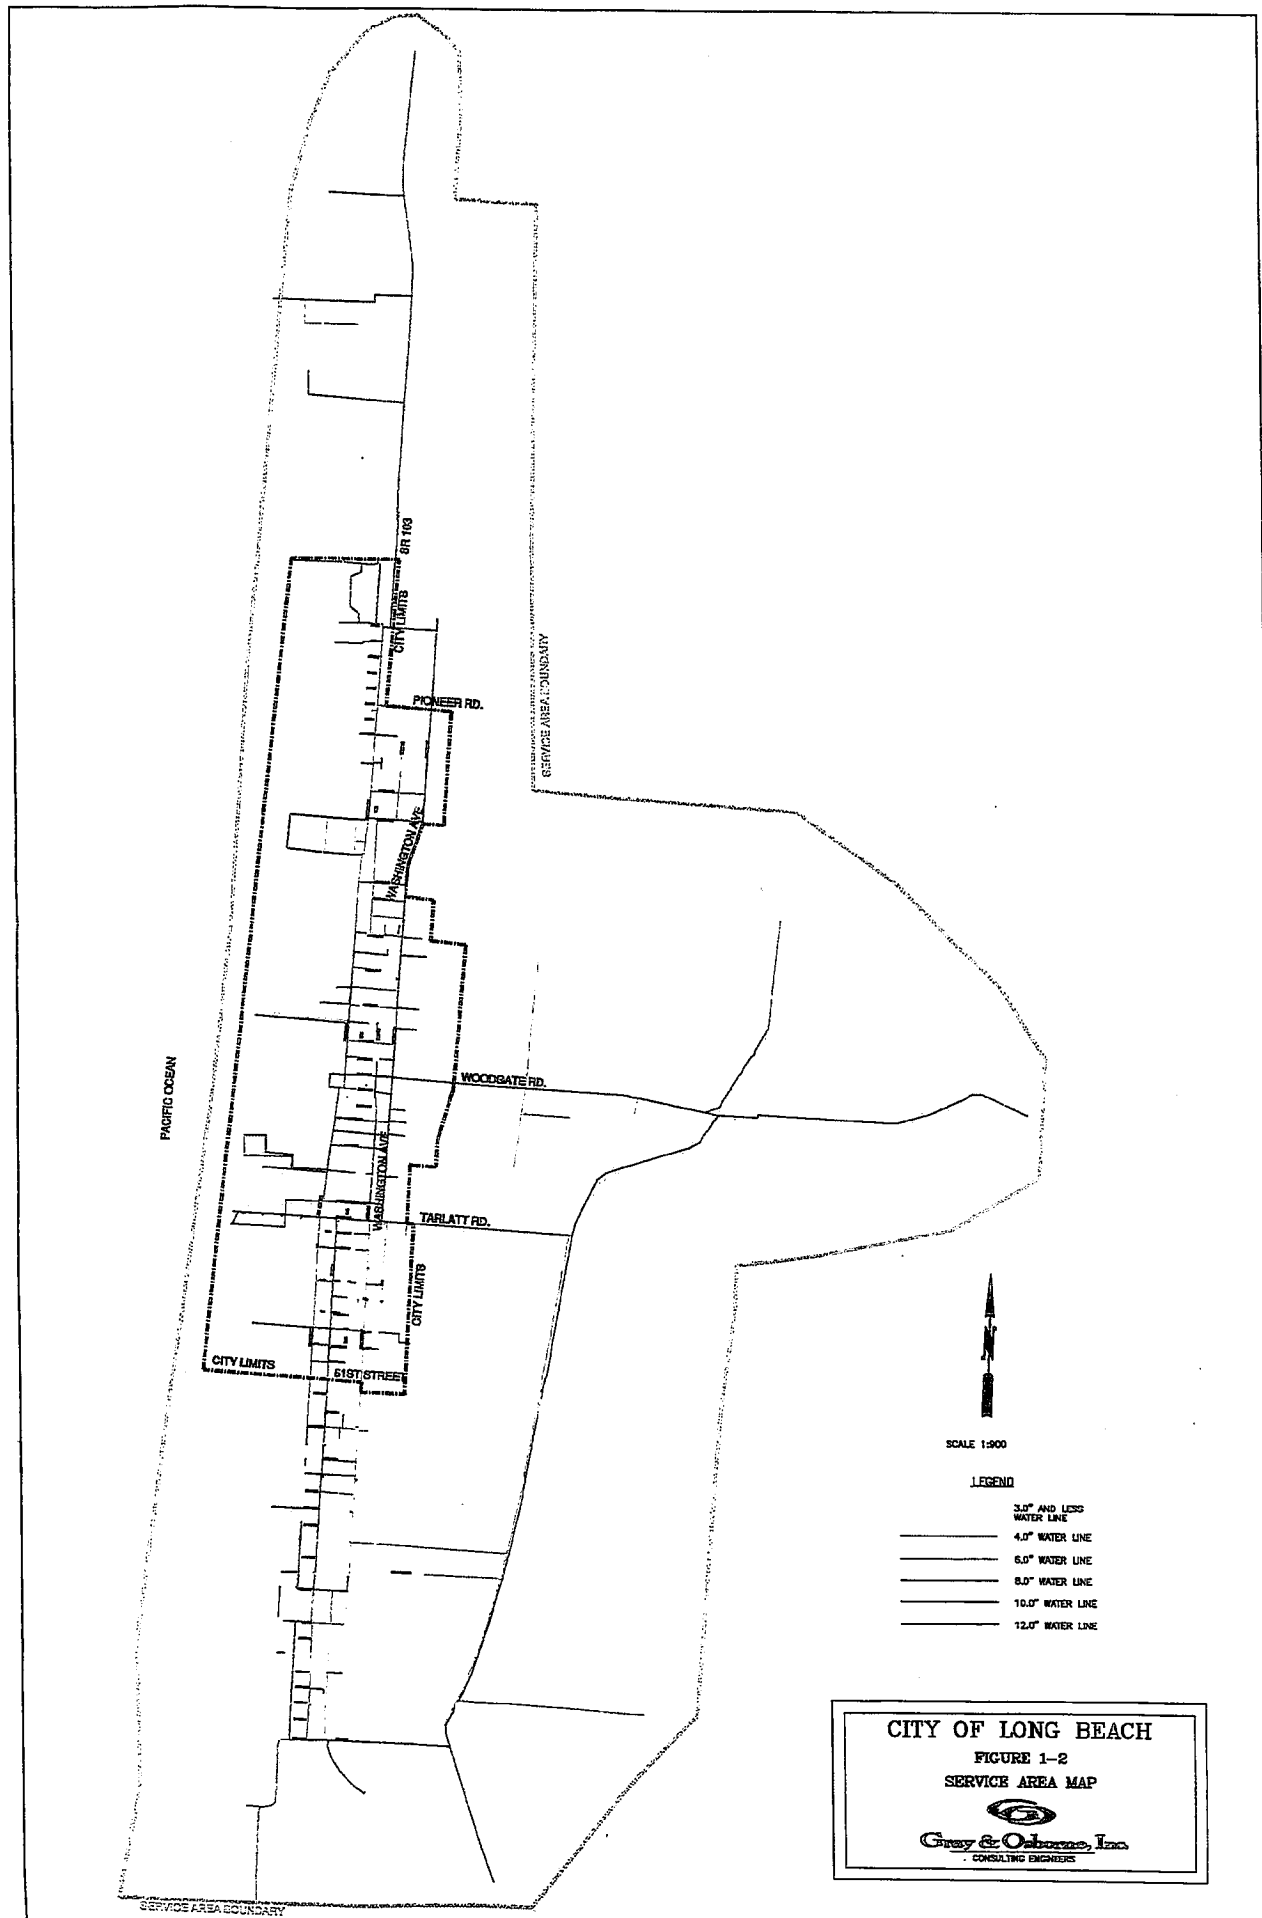 SR 103
CITY LIMITS
PIONEER RD.
SERVICE AREA BOUNDARY
WASHINGTON AVE
PACIFIC OCEAN
WOODGATE RD.
WASHINGTON AVE
TARLATT RD.
CITY LIMITS
CITY LIMITS
51ST STREET
N
SCALE 1:900
LEGEND
3.0" AND LESS
WATER LINE
4.0" WATER LINE
6.0" WATER LINE
8.0" WATER LINE
10.0" WATER LINE
12.0" WATER LINE
CITY OF LONG BEACH
FIGURE 1-2
SERVICE AREA MAP
Gray & Osborne, Inc.
CONSULTING ENGINEERS
SERVICE AREA BOUNDARY